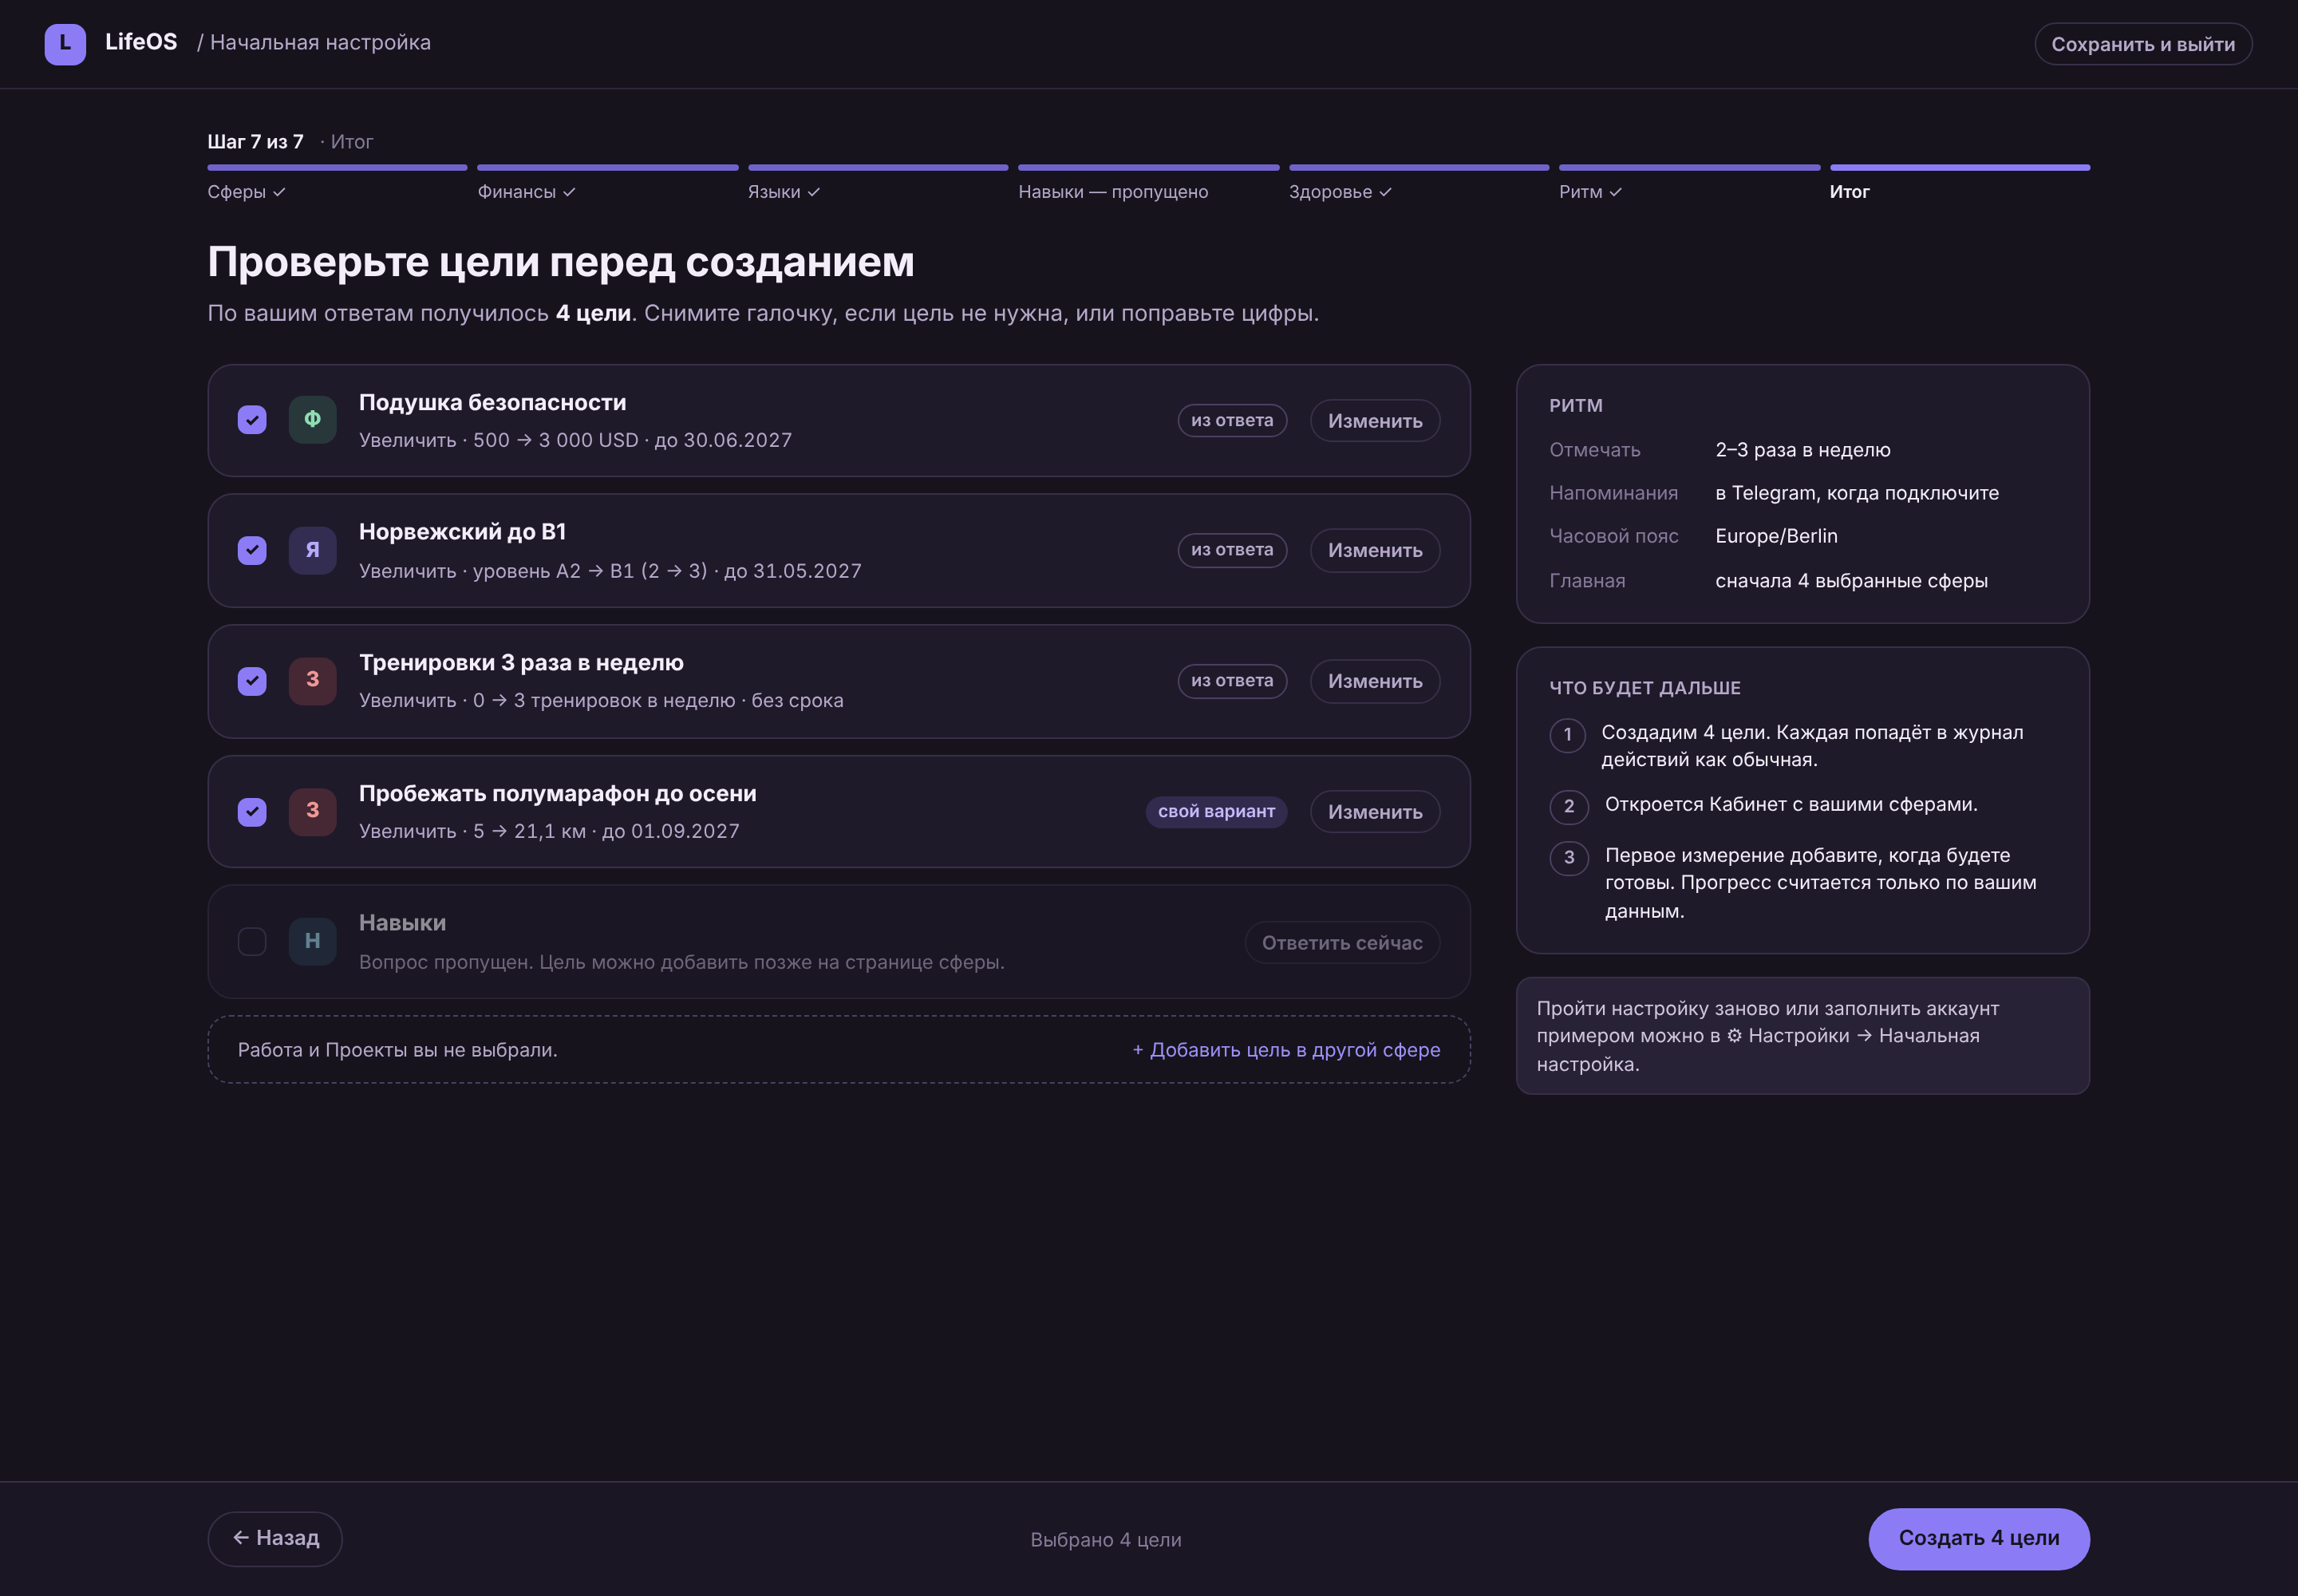 L LifeOS / Начальная настройка
Сохранить и выйти
Шаг 7 из 7 · Итог
Сферы ✓
Финансы ✓
Языки ✓
Навыки — пропущено
Здоровье ✓
Ритм ✓
Итог
Проверьте цели перед созданием
По вашим ответам получилось 4 цели. Снимите галочку, если цель не нужна, или поправьте цифры.
Ф
Подушка безопасности
Увеличить · 500 → 3 000 USD · до 30.06.2027
из ответа
Изменить
Я
Норвежский до B1
Увеличить · уровень A2 → B1 (2 → 3) · до 31.05.2027
из ответа
Изменить
З
Тренировки 3 раза в неделю
Увеличить · 0 → 3 тренировок в неделю · без срока
из ответа
Изменить
З
Пробежать полумарафон до осени
Увеличить · 5 → 21,1 км · до 01.09.2027
свой вариант
Изменить
Н
Навыки
Вопрос пропущен. Цель можно добавить позже на странице сферы.
Ответить сейчас
Работа и Проекты вы не выбрали.
+ Добавить цель в другой сфере
РИТМ
Отмечать 2–3 раза в неделю
Напоминания в Telegram, когда подключите
Часовой пояс Europe/Berlin
Главная сначала 4 выбранные сферы
ЧТО БУДЕТ ДАЛЬШЕ
1 Создадим 4 цели. Каждая попадёт в журнал
действий как обычная.
2 Откроется Кабинет с вашими сферами.
3 Первое измерение добавите, когда будете
готовы. Прогресс считается только по вашим
данным.
Пройти настройку заново или заполнить аккаунт
примером можно в ⚙ Настройки → Начальная
настройка.
← Назад
Выбрано 4 цели
Создать 4 цели